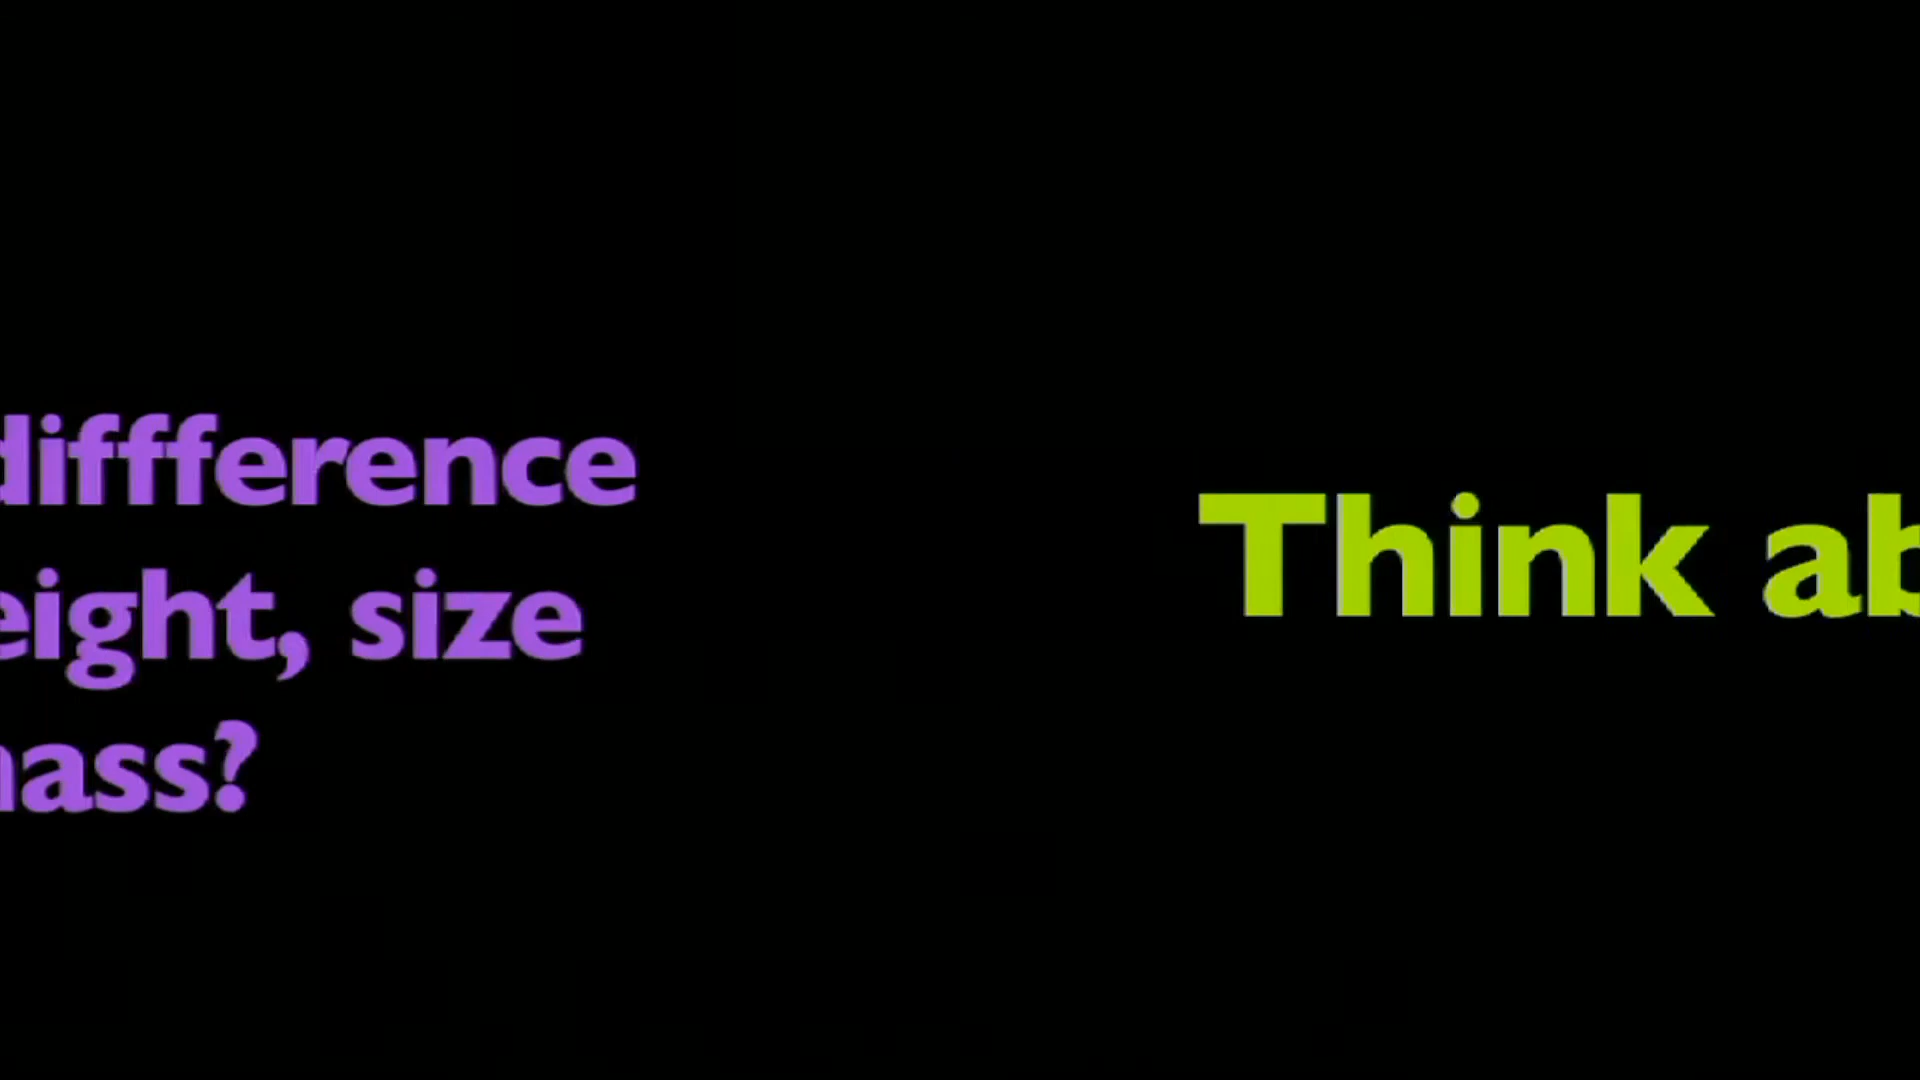 diffference
eight, size
ass?
Think ab